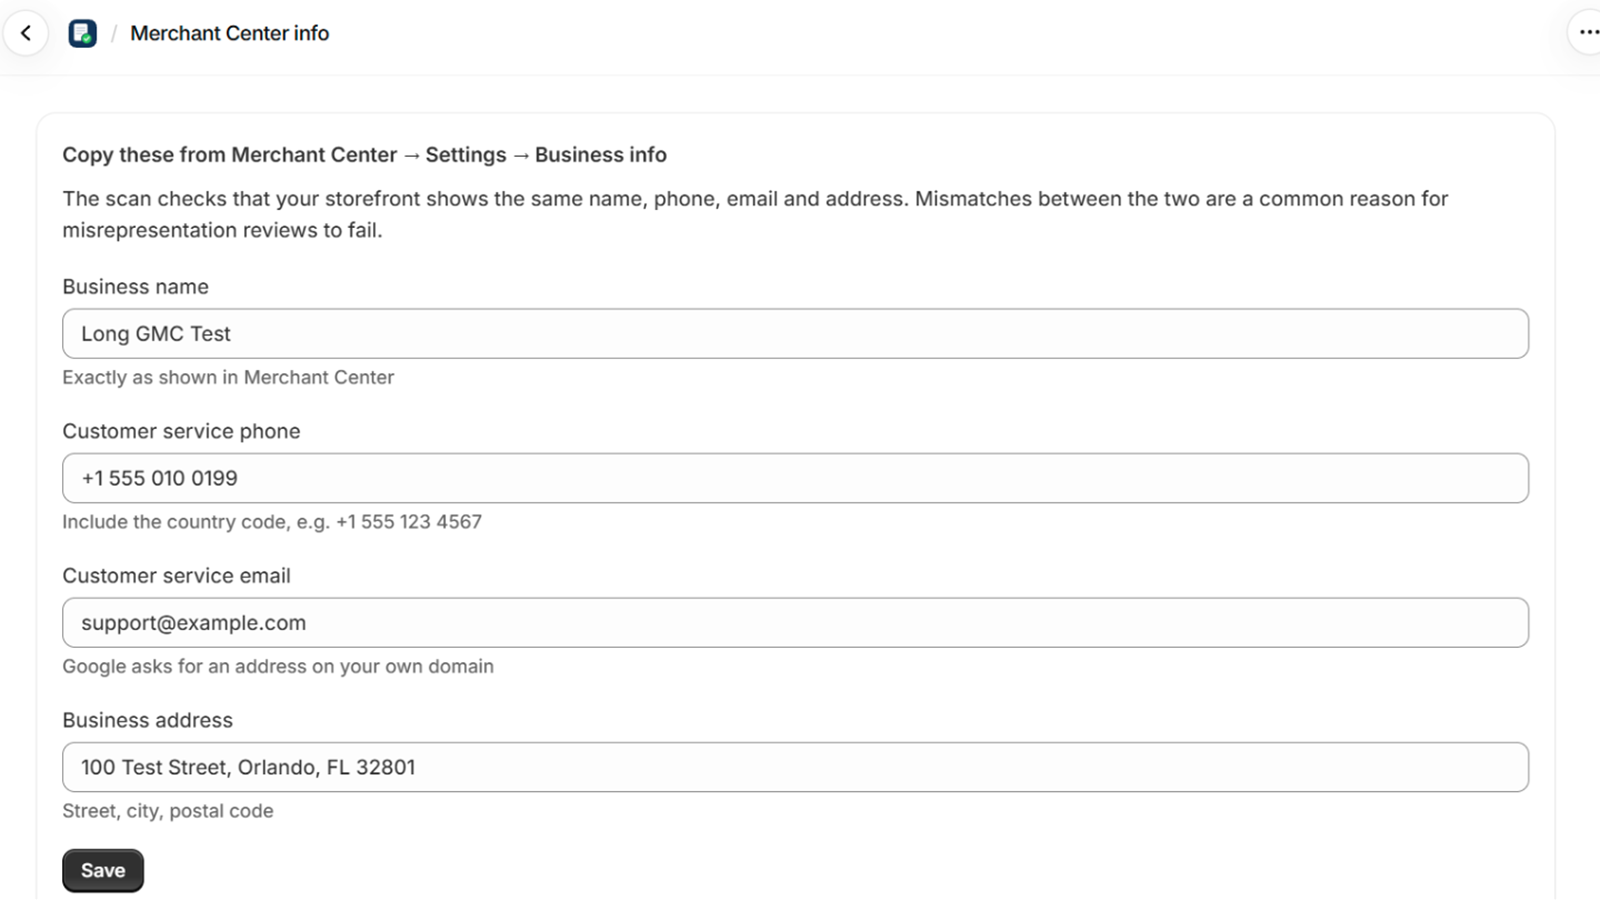 / Merchant Center info
Copy these from Merchant Center → Settings → Business info
The scan checks that your storefront shows the same name, phone, email and address. Mismatches between the two are a common reason for
misrepresentation reviews to fail.
Business name
Long GMC Test
Exactly as shown in Merchant Center
Customer service phone
+1 555 010 0199
Include the country code, e.g. +1 555 123 4567
Customer service email
support@example.com
Google asks for an address on your own domain
Business address
100 Test Street, Orlando, FL 32801
Street, city, postal code
Save